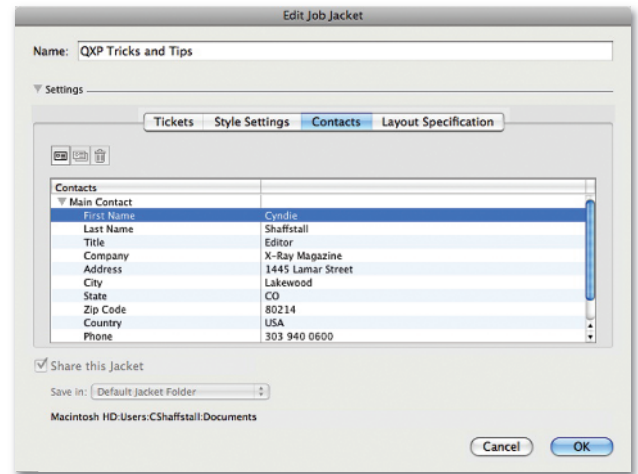 Edit Job Jacket
Name: QXP Tricks and Tips
Settings
Tickets Style Settings Contacts Layout Specification
Contacts
Main Contact
First Name Cyndie
Last Name Shaffstall
Title Editor
Company X-Ray Magazine
Address 1445 Lamar Street
City Lakewood
State CO
Zip Code 80214
Country USA
Phone 303 940 0600
Share this Jacket
Save in: Default Jacket Folder
Macintosh HD:Users:CShaffstall:Documents
Cancel OK